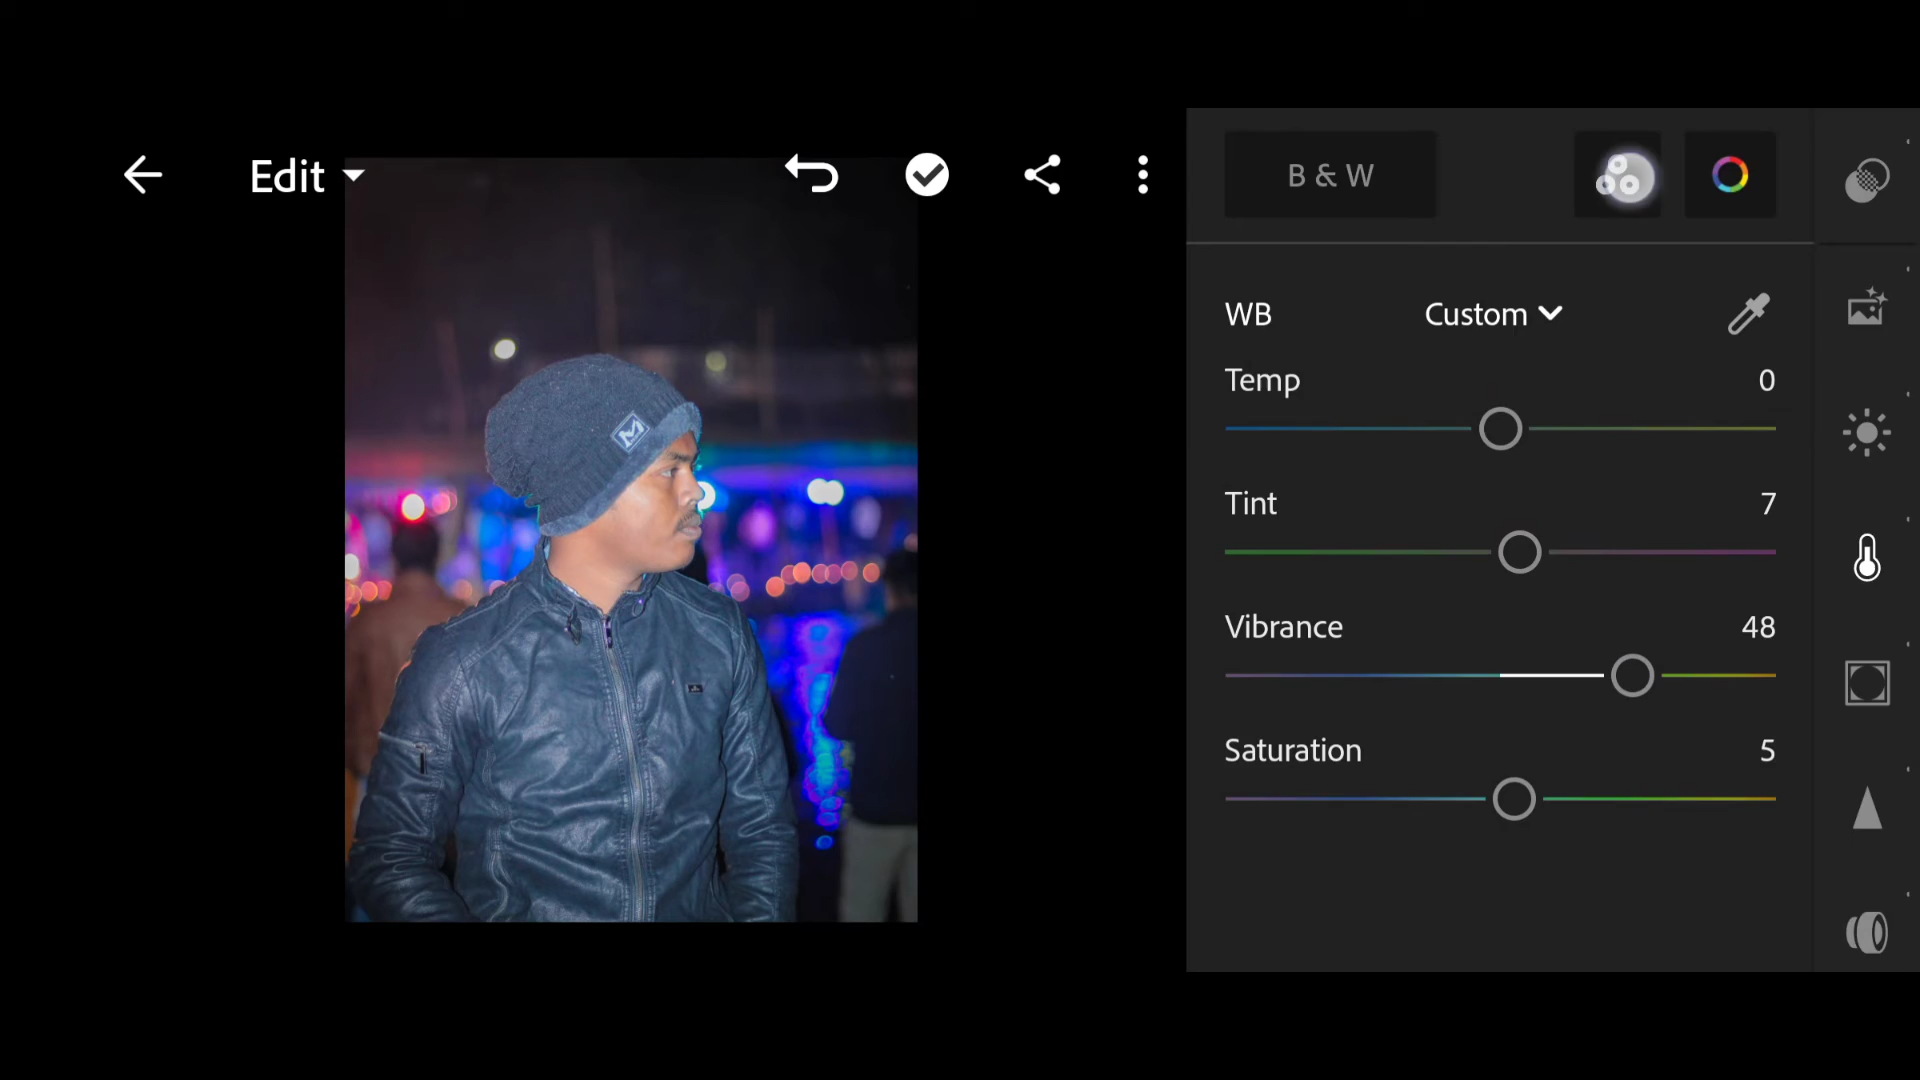 Edit
B & W
WB
Custom
Temp
0
Tint
7
Vibrance
48
Saturation
5
M